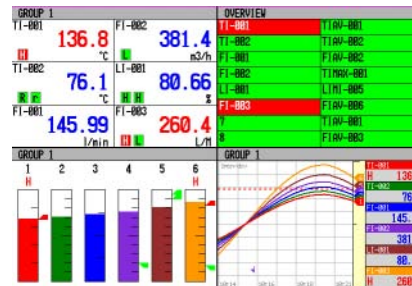 GROUP 1
TI-001
136.8
H
°C
FI-002
381.4
L
m3/h
TI-002
76.1
R r
°C
LI-001
80.66
H H
%
FI-001
145.99
l/min
FI-003
260.4
H L
L/M
OVERVIEW
TI-001 TIAV-001
TI-002 TIAV-002
FI-001 FIAV-002
FI-002 TIMAX-001
LI-001 LIMI-005
FI-003 FIAV-006
7 TIAV-001
8 FIAV-003
GROUP 1
1 2 3 4 5 6
H H
GROUP 1
TI-001
H 136
TI-002
76
FI-001
145.
FI-002
381
LI-001
80.
H 260